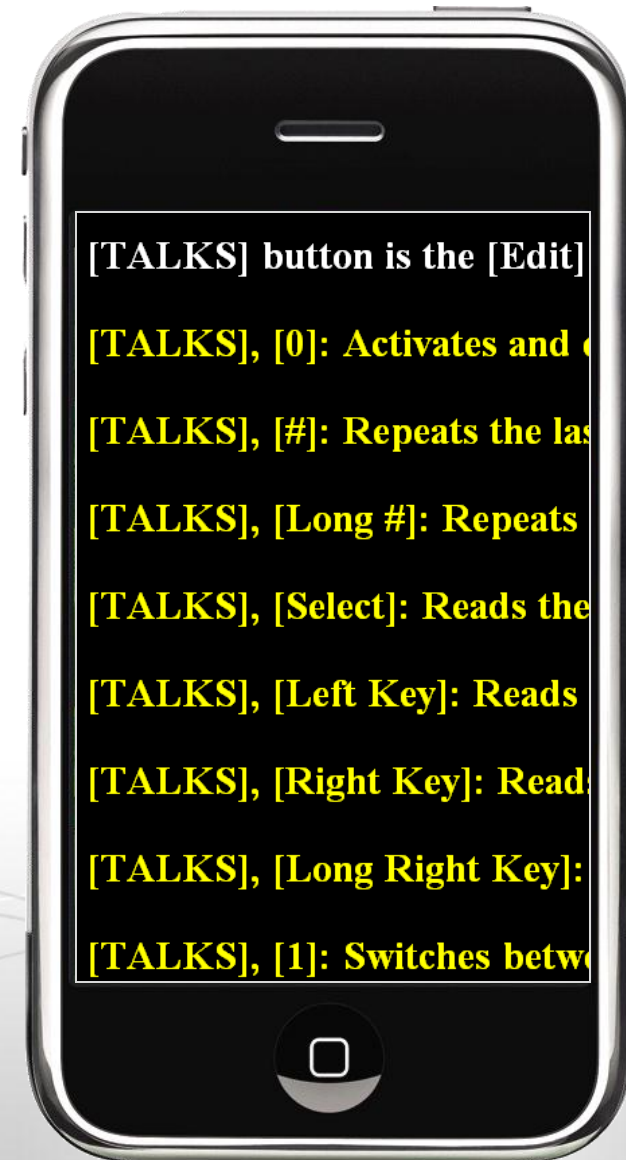 [TALKS] button is the [Edit]
[TALKS], [0]: Activates and
[TALKS], [#]: Repeats the
[TALKS], [Long #]: Repeats
[TALKS], [Select]: Reads the
[TALKS], [Left Key]: Reads
[TALKS], [Right Key]:
[TALKS], [Long Right Key]:
[TALKS], [1]: Switches